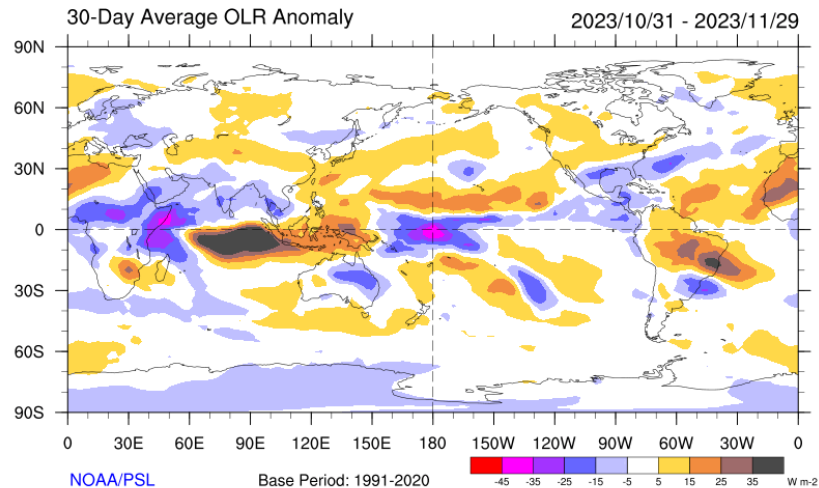 30-Day Average OLR Anomaly
2023/10/31 - 2023/11/29
90N
60N
30N
0
30S
60S
90S
0 30E 60E 90E 120E 150E 180 150W 120W 90W 60W 30W 0
NOAA/PSL
Base Period: 1991-2020
-45 -35 -25 -15 -5 5 15 25 35 W m-2